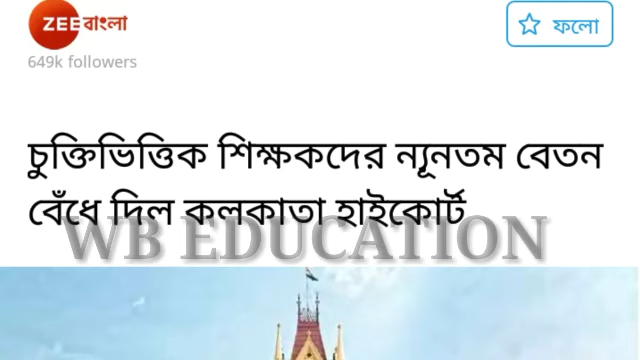 ZEEবাংলা
ফলো
649k followers
চুক্তিভিত্তিক শিক্ষকদের ন্যূনতম বেতন
বেঁধে দিল কলকাতা হাইকোর্ট
WB EDUCATION